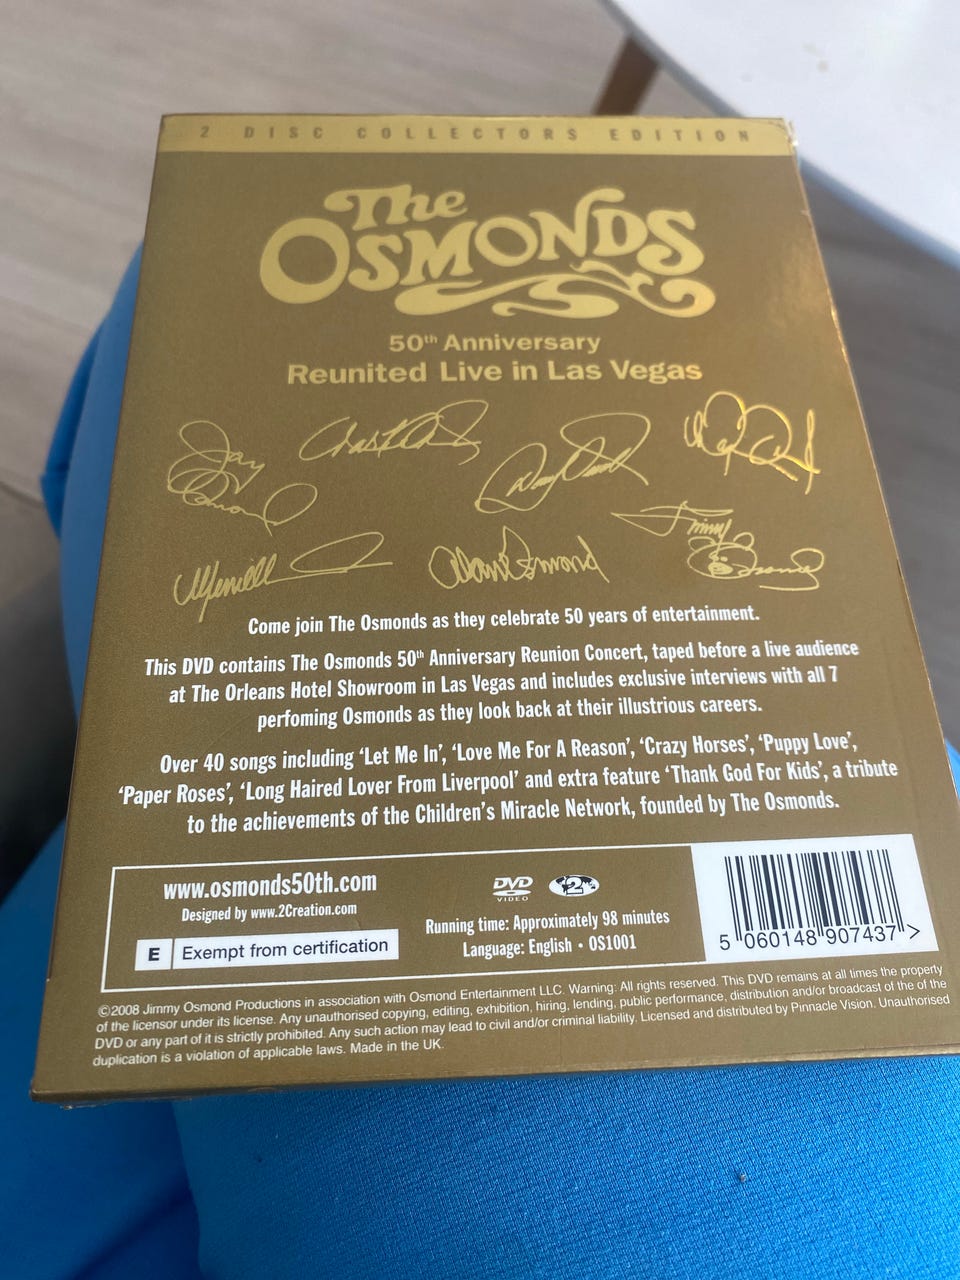 2 DISC COLLECTORS EDITION
The
OSMONDS
50th Anniversary
Reunited Live in Las Vegas
Jay
Osmond
Jimmy
Osmond
Merrill
Alan Osmond
Come join The Osmonds as they celebrate 50 years of entertainment.
This DVD contains The Osmonds 50th Anniversary Reunion Concert, taped before a live audience
at The Orleans Hotel Showroom in Las Vegas and includes exclusive interviews with all 7
perfoming Osmonds as they look back at their illustrious careers.
Over 40 songs including ‘Let Me In’, ‘Love Me For A Reason’, ‘Crazy Horses’, ‘Puppy Love’,
‘Paper Roses’, ‘Long Haired Lover From Liverpool’ and extra feature ‘Thank God For Kids’, a tribute
to the achievements of the Children’s Miracle Network, founded by The Osmonds.
www.osmonds50th.com
Designed by www.2Creation.com
E Exempt from certification
DVD
VIDEO
2
Running time: Approximately 98 minutes
Language: English • OS1001
5 060148 907437 >
©2008 Jimmy Osmond Productions in association with Osmond Entertainment LLC. Warning: All rights reserved. This DVD remains at all times the property
of the licensor under its license. Any unauthorised copying, editing, exhibition, hiring, lending, public performance, distribution and/or broadcast of the of the
DVD or any part of it is strictly prohibited. Any such action may lead to civil and/or criminal liability. Licensed and distributed by Pinnacle Vision. Unauthorised
duplication is a violation of applicable laws. Made in the UK.